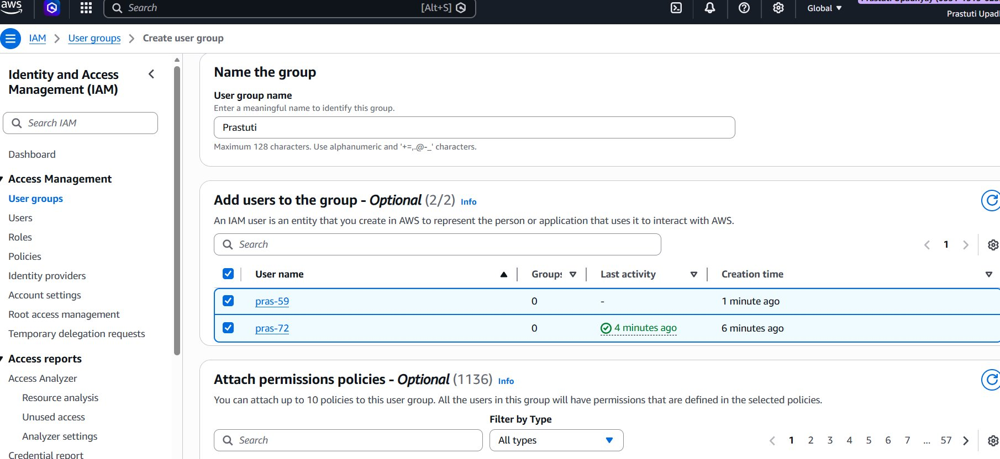 aws
Search [Alt+S]
Global
Prastuti Upad
IAM > User groups > Create user group
Identity and Access
Management (IAM)
Search IAM
Dashboard
Access Management
User groups
Users
Roles
Policies
Identity providers
Account settings
Root access management
Temporary delegation requests
Access reports
Access Analyzer
Resource analysis
Unused access
Analyzer settings
Credential report
Name the group
User group name
Enter a meaningful name to identify this group.
Prastuti
Maximum 128 characters. Use alphanumeric and '+=,.@-_' characters.
Add users to the group - Optional (2/2) Info
An IAM user is an entity that you create in AWS to represent the person or application that uses it to interact with AWS.
Search
1
User name Groups Last activity Creation time
pras-59 0 - 1 minute ago
pras-72 0 4 minutes ago 6 minutes ago
Attach permissions policies - Optional (1136) Info
You can attach up to 10 policies to this user group. All the users in this group will have permissions that are defined in the selected policies.
Filter by Type
Search
All types
1 2 3 4 5 6 7 ... 57